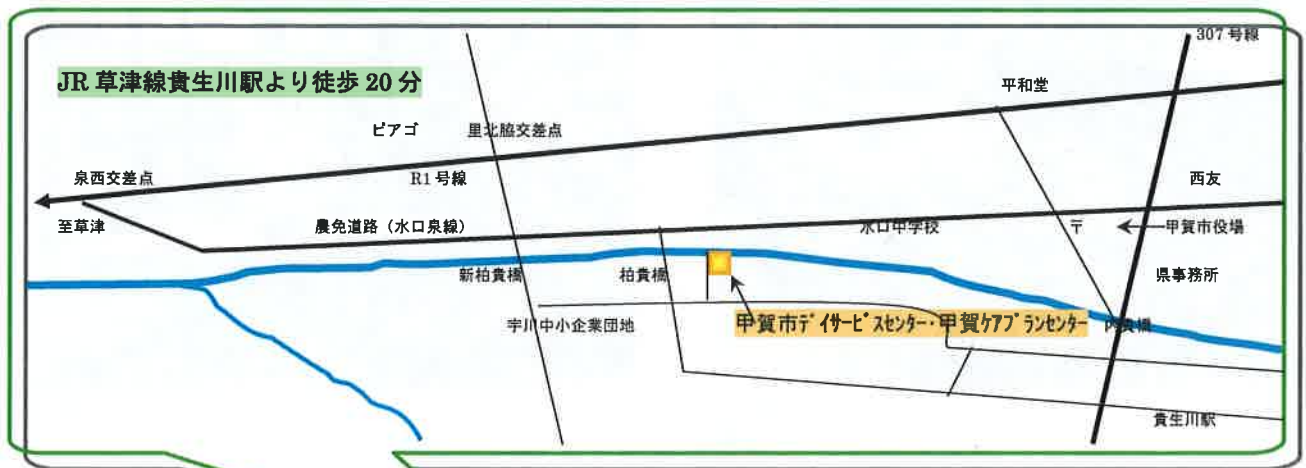 307号線
JR 草津線貴生川駅より徒歩 20 分
平和堂
ピアゴ
里北脇交差点
泉西交差点
R1 号線
西友
至草津
農免道路（水口泉線）
水口中学校
〒
甲賀市役場
新柏貴橋
柏貴橋
県事務所
宇川中小企業団地
甲賀市ﾃﾞｲｻｰﾋﾞｽｾﾝﾀｰ・甲賀ｹｱﾌﾟﾗﾝｾﾝﾀｰ
内貴橋
貴生川駅